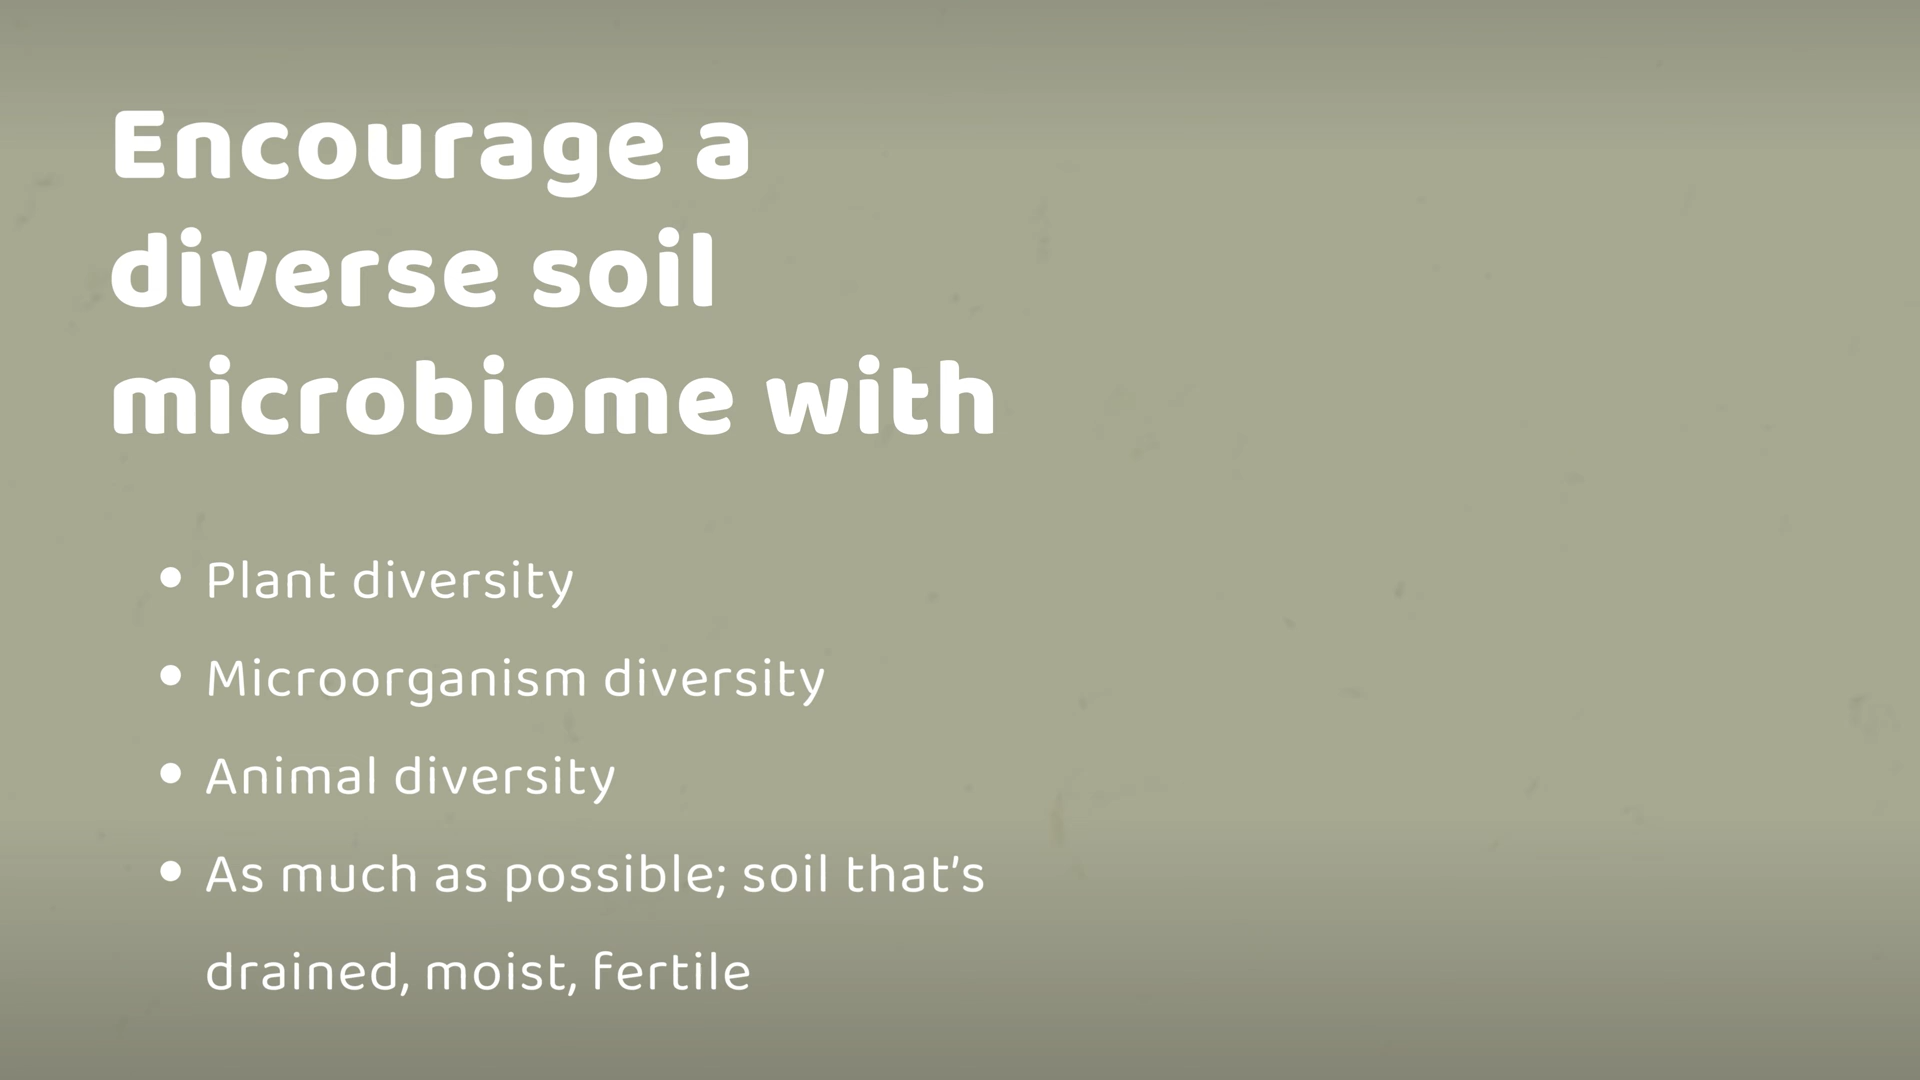 Encourage a
diverse soil
microbiome with
• Plant diversity
• Microorganism diversity
• Animal diversity
• As much as possible; soil that's
drained, moist, fertile